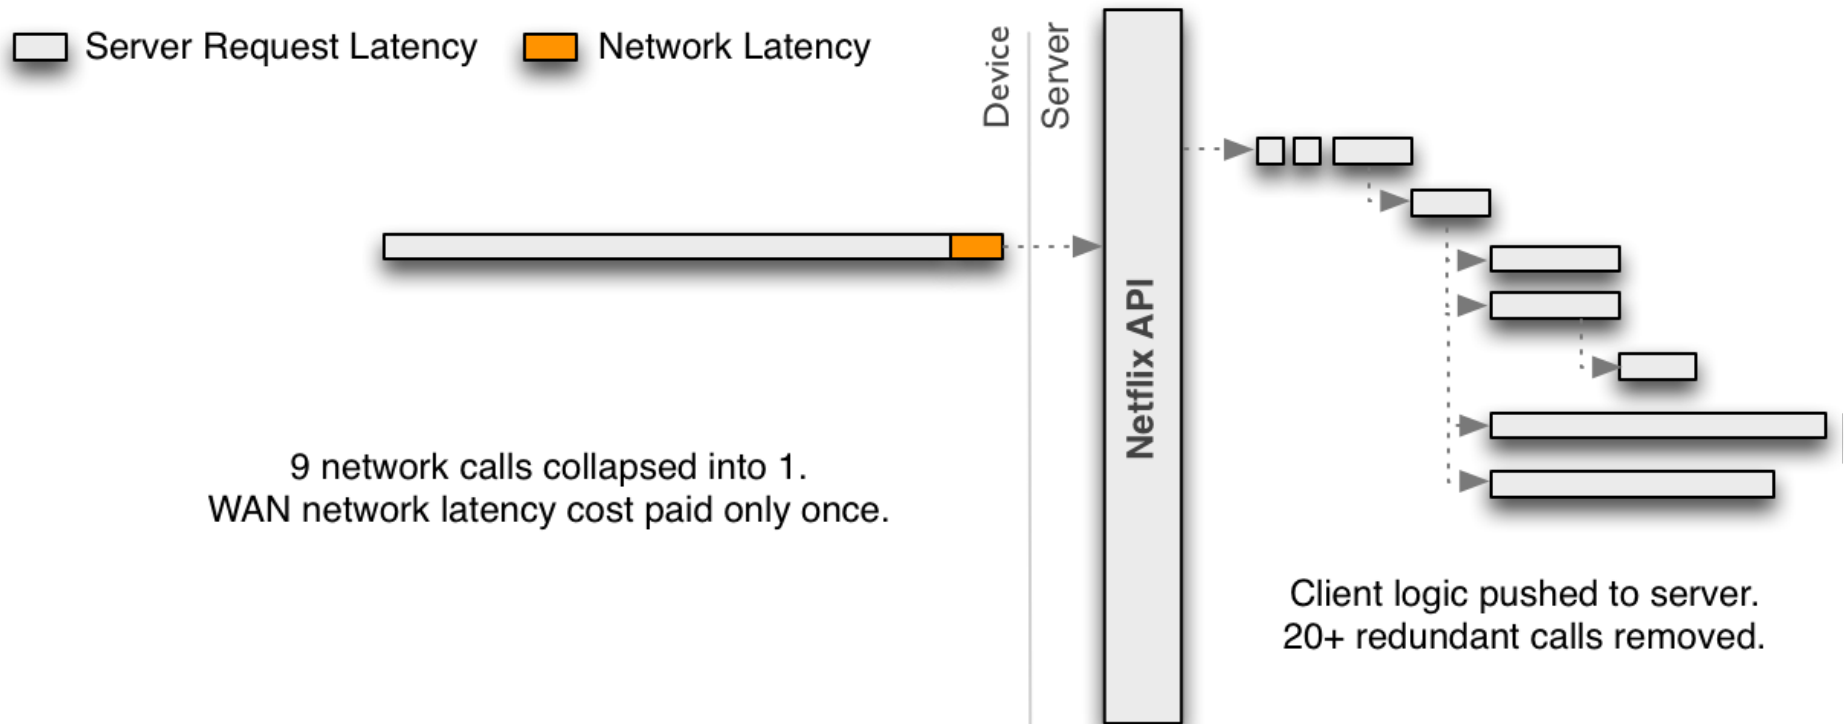 Server Request Latency
Network Latency
Device
Server
Netflix API
9 network calls collapsed into 1.
WAN network latency cost paid only once.
Client logic pushed to server.
20+ redundant calls removed.